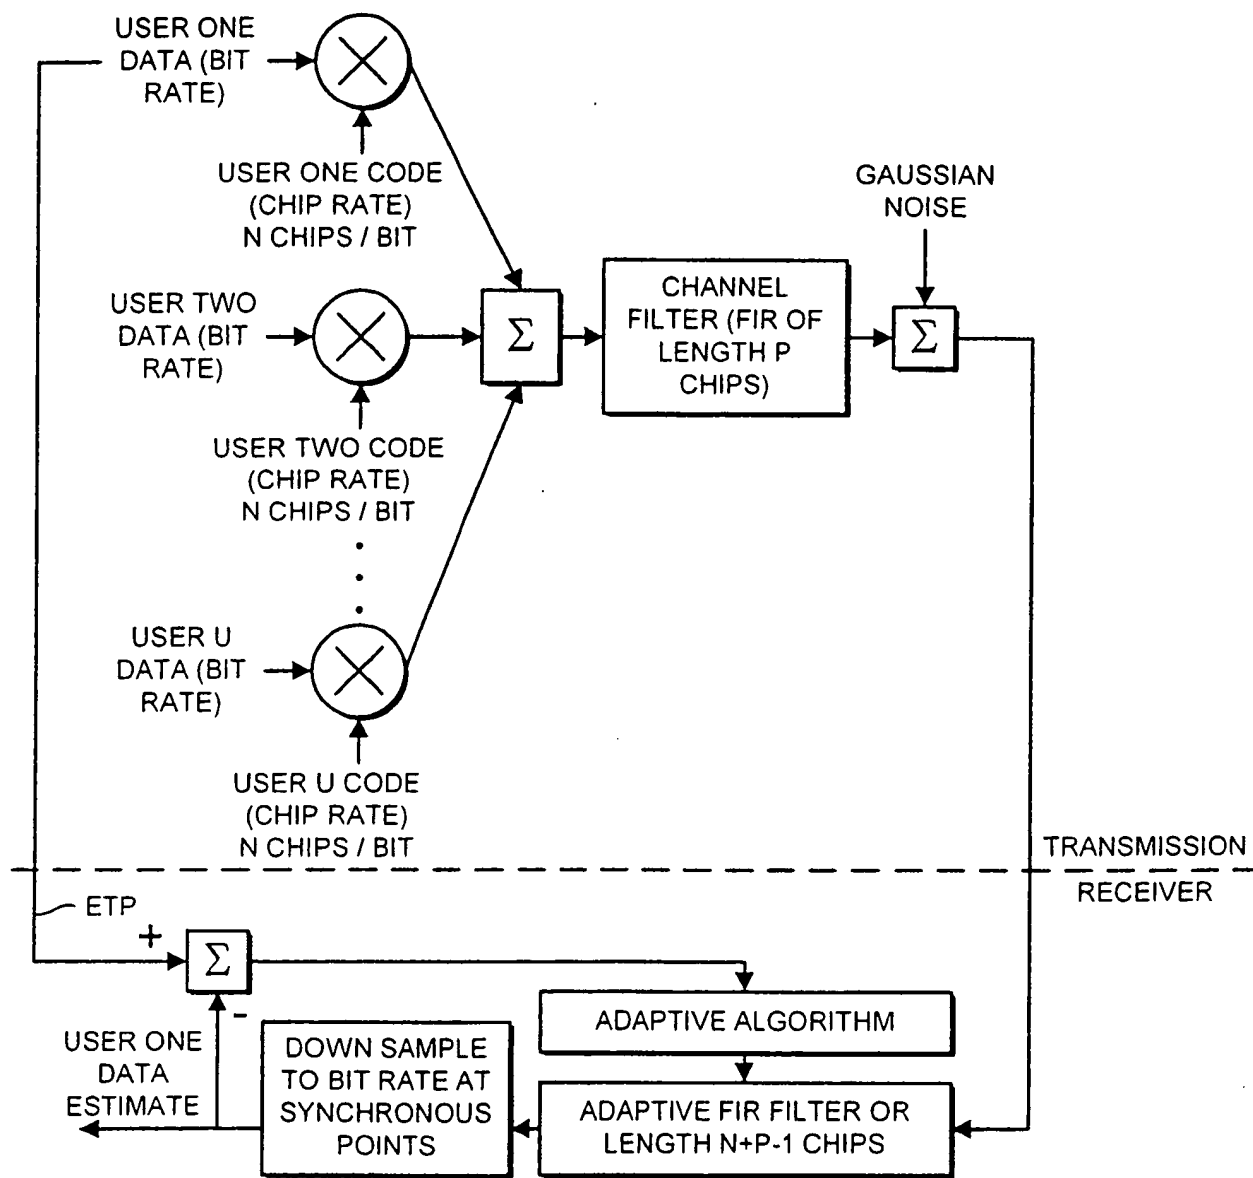 USER ONE
DATA (BIT
RATE)
USER ONE CODE
(CHIP RATE)
N CHIPS / BIT
GAUSSIAN
NOISE
USER TWO
DATA (BIT
RATE)
Σ
CHANNEL
FILTER (FIR OF
LENGTH P
CHIPS)
Σ
USER TWO CODE
(CHIP RATE)
N CHIPS / BIT
USER U
DATA (BIT
RATE)
USER U CODE
(CHIP RATE)
N CHIPS / BIT
TRANSMISSION
RECEIVER
ETP
+
Σ
-
ADAPTIVE ALGORITHM
USER ONE
DATA
ESTIMATE
DOWN SAMPLE
TO BIT RATE AT
SYNCHRONOUS
POINTS
ADAPTIVE FIR FILTER OR
LENGTH N+P-1 CHIPS